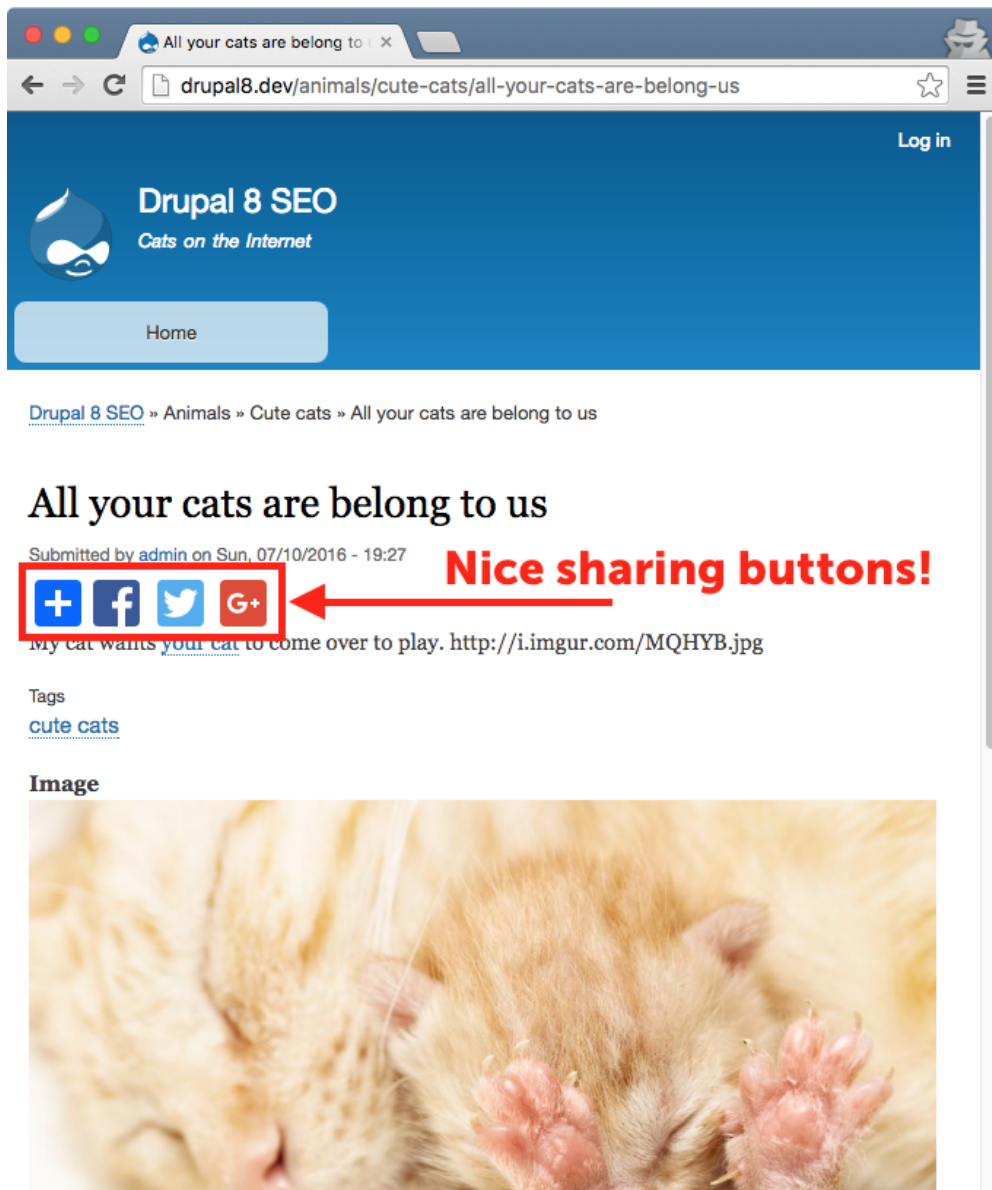 All your cats are belong to
drupal8.dev/animals/cute-cats/all-your-cats-are-belong-us
Log in
Drupal 8 SEO
Cats on the Internet
Home
Drupal 8 SEO » Animals » Cute cats » All your cats are belong to us
All your cats are belong to us
Submitted by admin on Sun, 07/10/2016 - 19:27
Nice sharing buttons!
G+
My cat wants your cat to come over to play. http://i.imgur.com/MQHYB.jpg
Tags
cute cats
Image